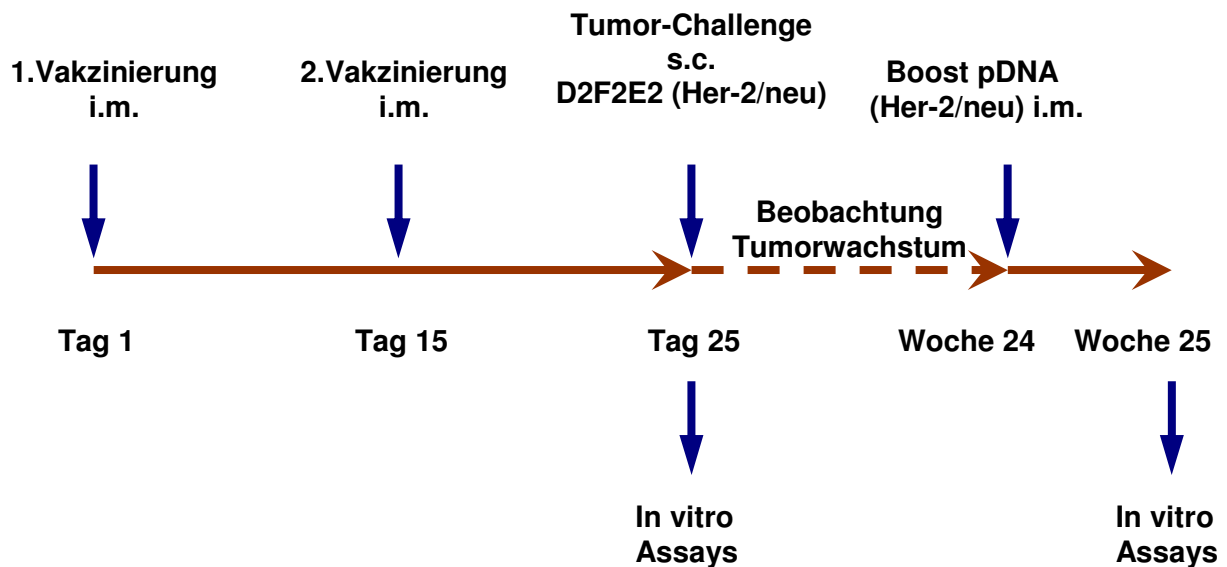 1.Vakzinierung
i.m.
2.Vakzinierung
i.m.
Tumor-Challenge
s.c.
D2F2E2 (Her-2/neu)
Boost pDNA
(Her-2/neu) i.m.
Beobachtung
Tumorwachstum
Tag 1
Tag 15
Tag 25
Woche 24
Woche 25
In vitro
Assays
In vitro
Assays